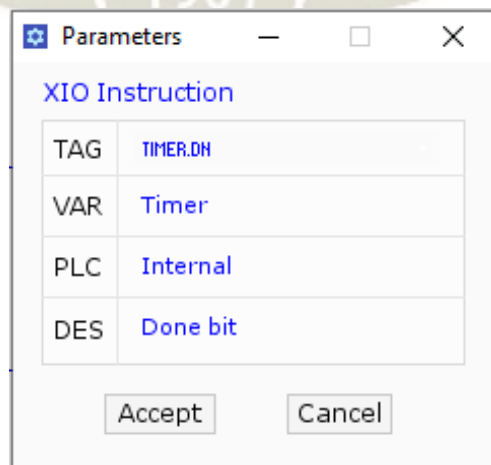 Parameters
XIO Instruction
TAG TIMER.DN
VAR Timer
PLC Internal
DES Done bit
Accept Cancel